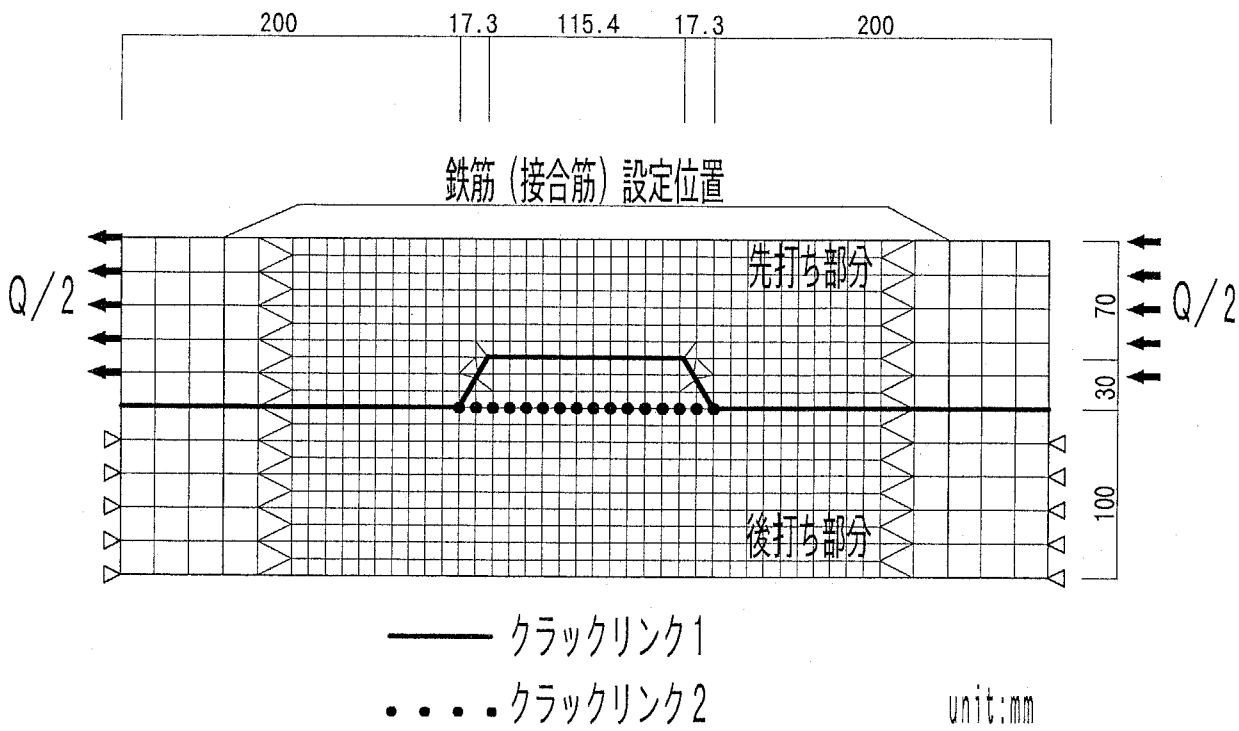 200 17.3 115.4 17.3 200
鉄筋(接合筋)設定位置
先打ち部分
Q/2
Q/2
70
30
100
後打ち部分
クラックリンク1
クラックリンク2
unit:mm